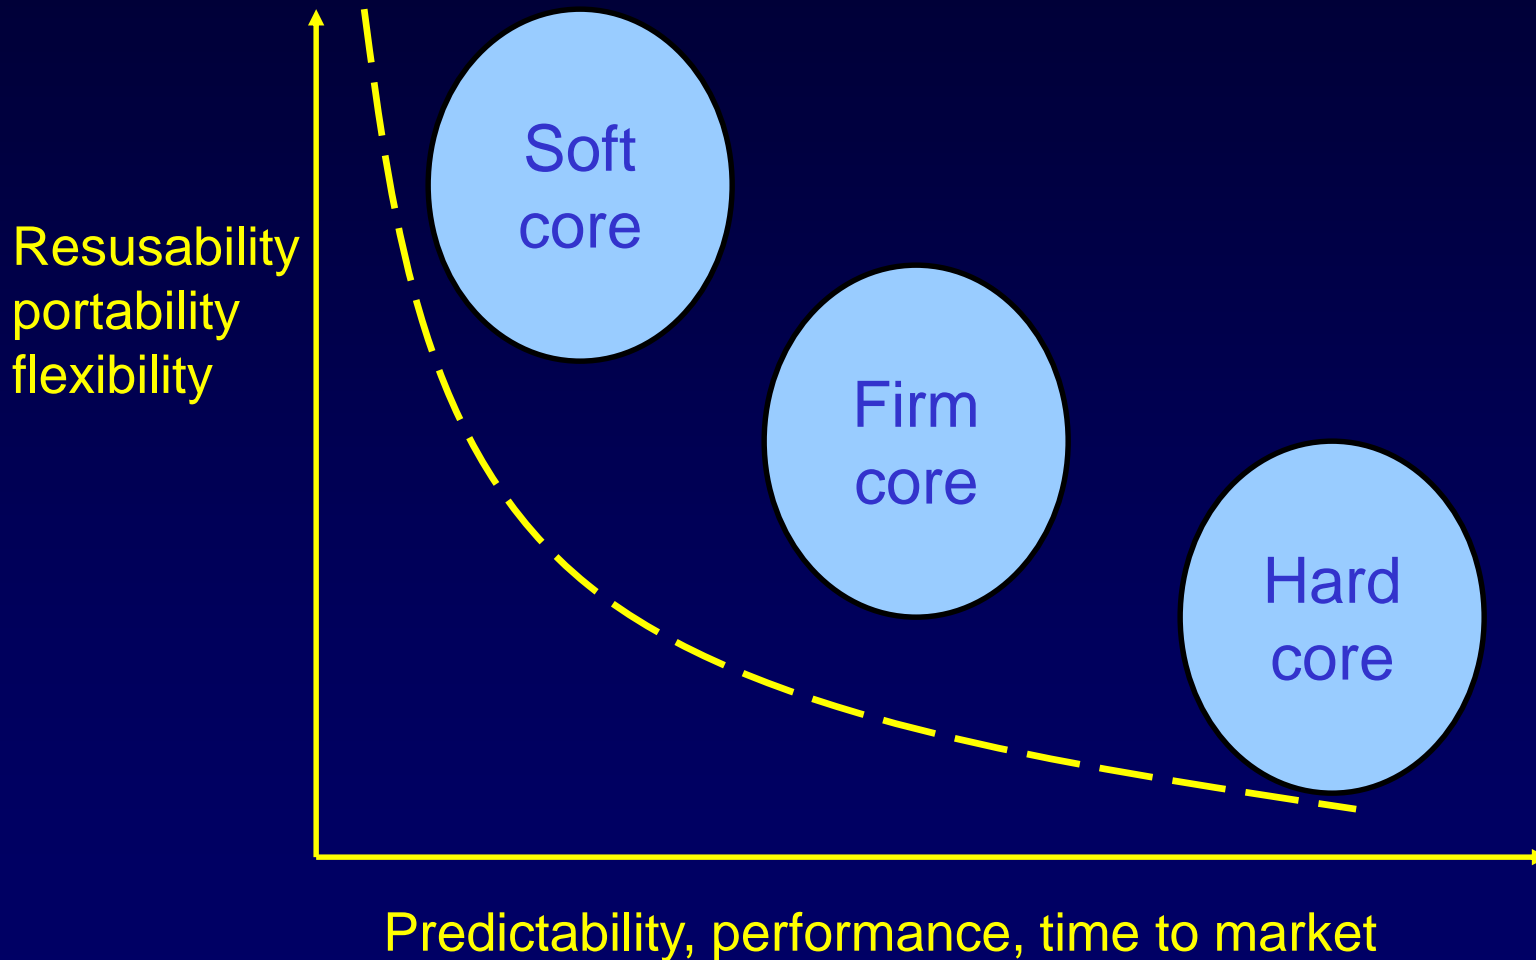 Soft
core
Resusability
portability
flexibility
Firm
core
Hard
core
Predictability, performance, time to market